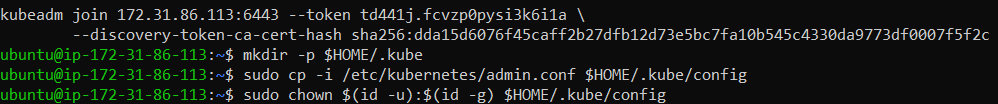 kubeadm join 172.31.86.113:6443 --token td441j.fcvzp0pysi3k6i1a \
        --discovery-token-ca-cert-hash sha256:dda15d6076f45caff2b27dfb12d73e5bc7fa10b545c4330da9773df0007f5f2c
ubuntu@ip-172-31-86-113:~$ mkdir -p $HOME/.kube
ubuntu@ip-172-31-86-113:~$ sudo cp -i /etc/kubernetes/admin.conf $HOME/.kube/config
ubuntu@ip-172-31-86-113:~$ sudo chown $(id -u):$(id -g) $HOME/.kube/config